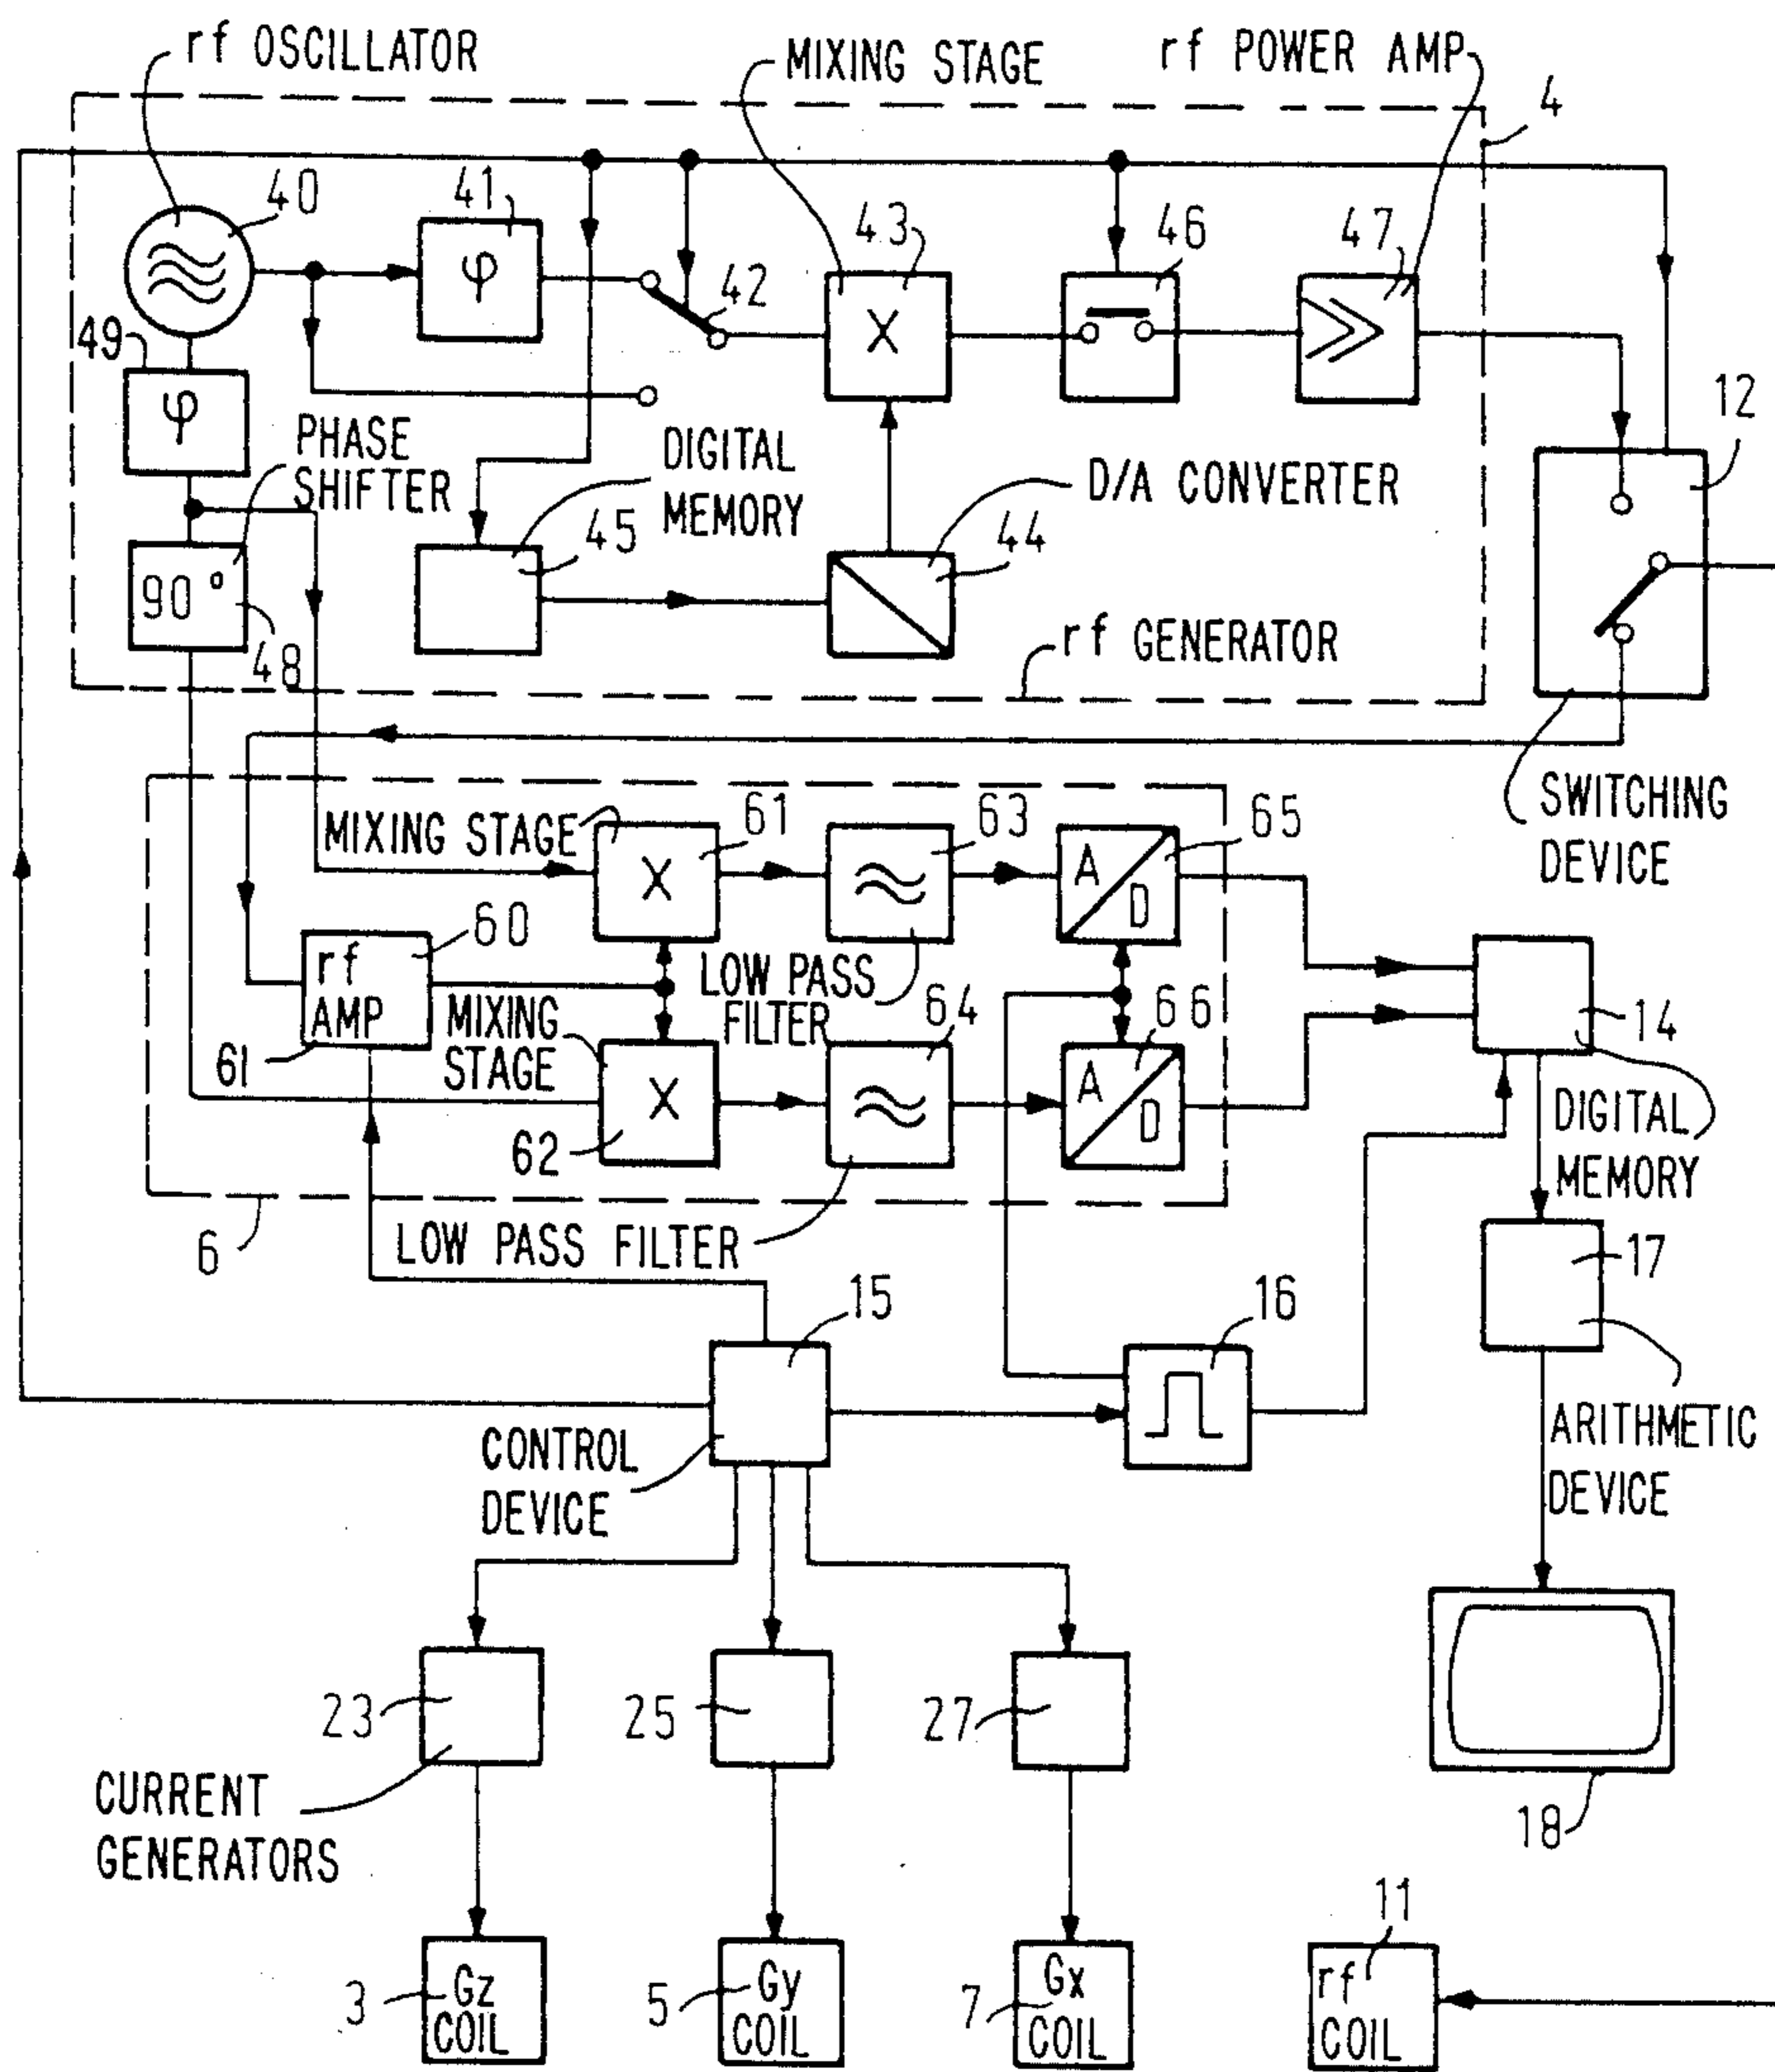 rf OSCILLATOR
MIXING STAGE
rf POWER AMP
4
40
41
φ
42
43
X
46
47
12
49
φ
PHASE
SHIFTER
90°
48
DIGITAL
MEMORY
45
D/A CONVERTER
44
rf GENERATOR
SWITCHING
DEVICE
MIXING STAGE
61
X
63
65
A
D
60
rf
AMP
61
LOW PASS
FILTER
MIXING
STAGE
62
X
64
66
A
D
14
DIGITAL
MEMORY
6
LOW PASS FILTER
15
16
17
CONTROL
DEVICE
ARITHMETIC
DEVICE
23
25
27
CURRENT
GENERATORS
18
3
Gz
COIL
5
Gy
COIL
7
Gx
COIL
11
rf
COIL